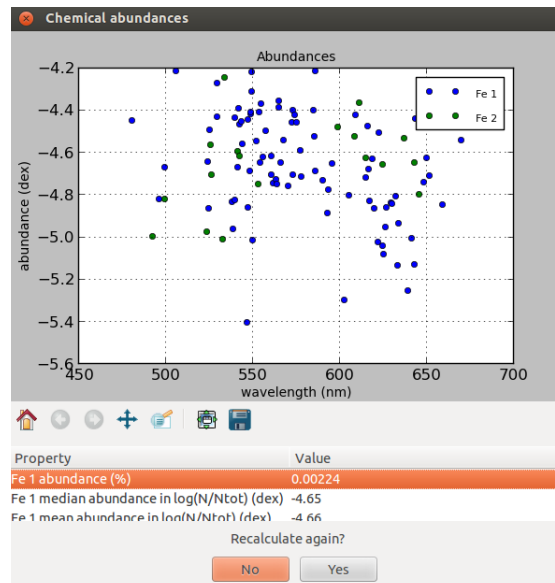 Chemical abundances
Abundances
−4.2
−4.4
−4.6
−4.8
−5.0
−5.2
−5.4
−5.6
abundance (dex)
Fe 1
Fe 2
450 500 550 600 650 700
wavelength (nm)
Property Value
Fe 1 abundance (%) 0.00224
Fe 1 median abundance in log(N/Ntot) (dex) -4.65
Fe 1 mean abundance in log(N/Ntot) (dex) -4.66
Recalculate again?
No Yes